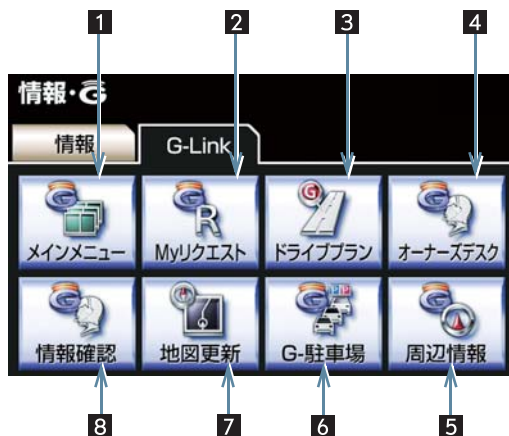 1 2 3 4
情報・G
情報 G-Link
メインメニュー Myリクエスト ドライブプラン オーナーズデスク
情報確認 地図更新 G-駐車場 周辺情報
8 7 6 5